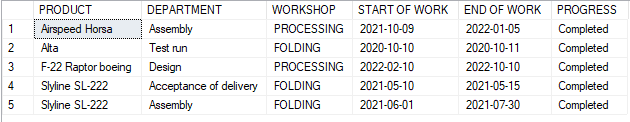 PRODUCT DEPARTMENT WORKSHOP START OF WORK END OF WORK PROGRESS
1 Airspeed Horsa Assembly PROCESSING 2021-10-09 2022-01-05 Completed
2 Alta Test run FOLDING 2020-10-10 2020-10-11 Completed
3 F-22 Raptor boeing Design PROCESSING 2022-02-10 2022-10-10 Completed
4 Slyline SL-222 Acceptance of delivery FOLDING 2021-05-10 2021-05-15 Completed
5 Slyline SL-222 Assembly FOLDING 2021-06-01 2021-07-30 Completed